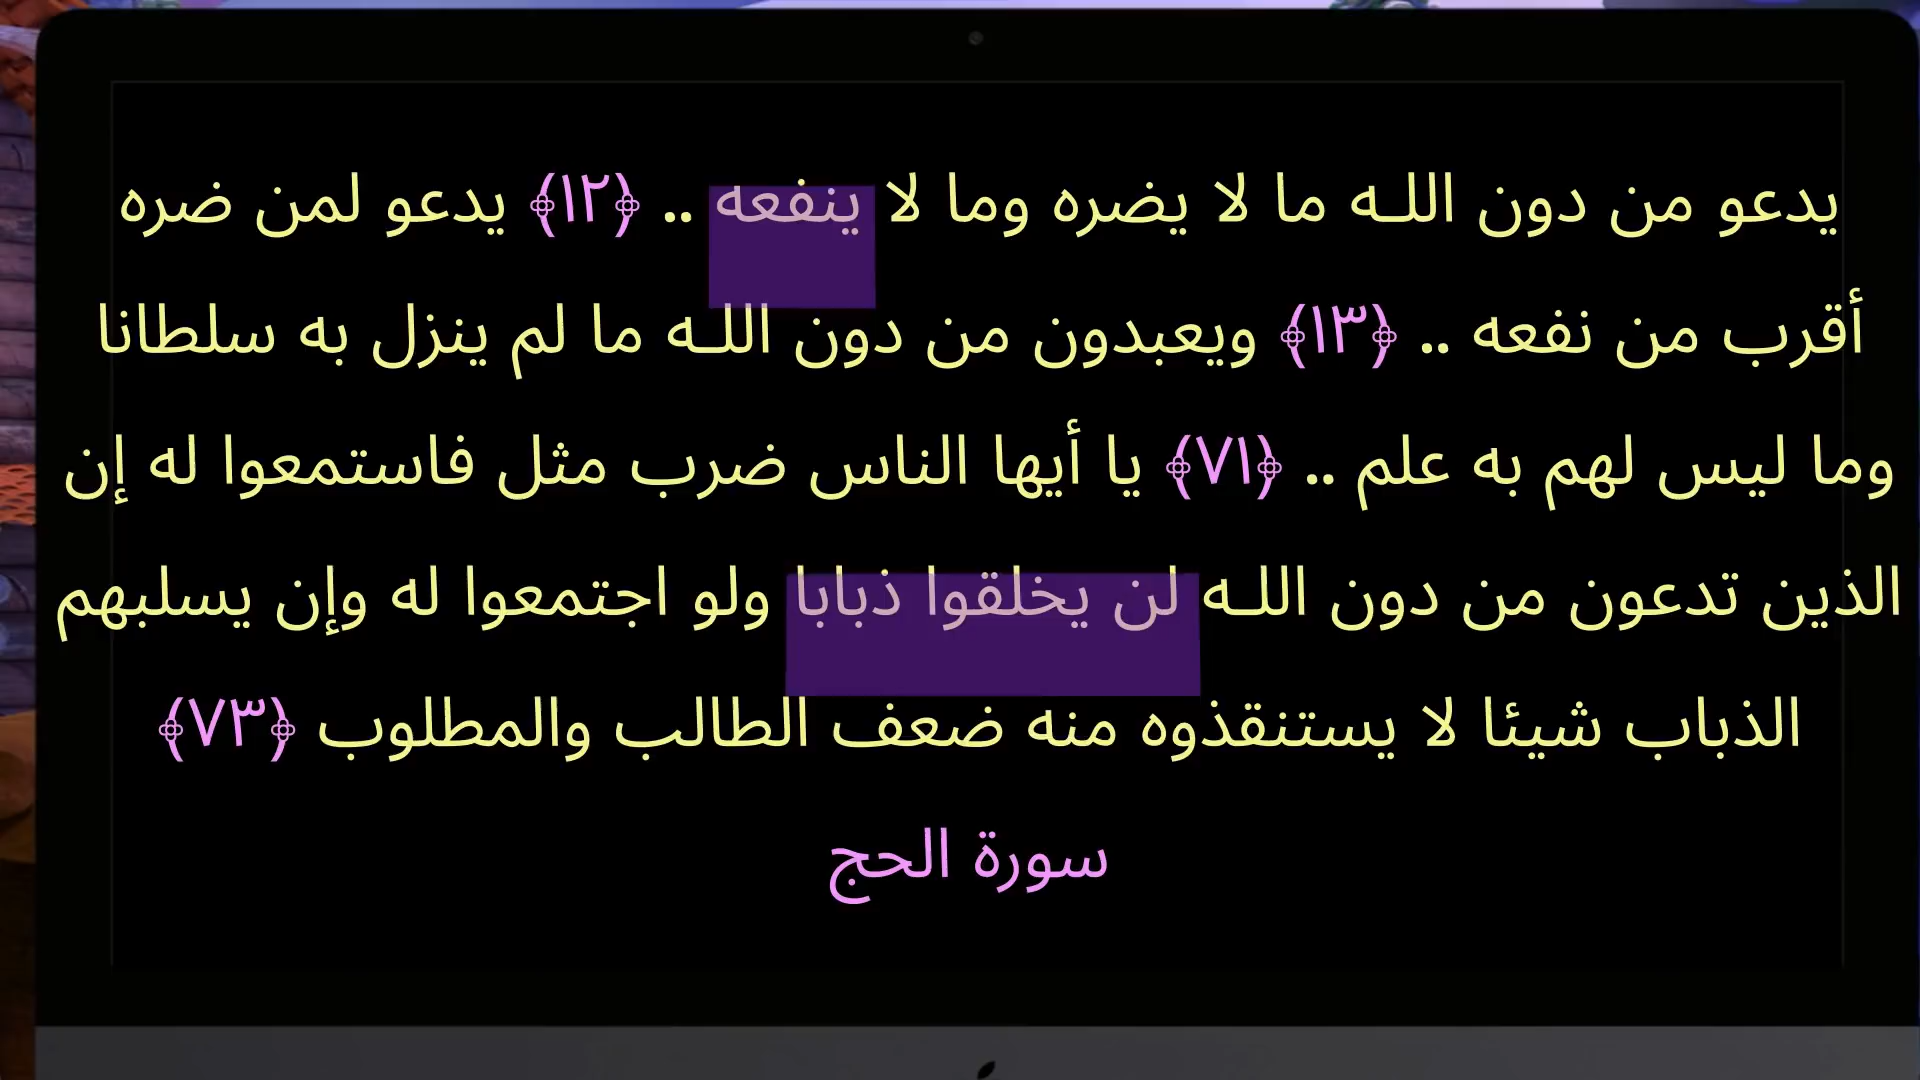 يدعو من دون اللـه ما لا يضره وما لا ينفعه .. ﴿١٢﴾ يدعو لمن ضره
أقرب من نفعه .. ﴿١٣﴾ ويعبدون من دون اللـه ما لم ينزل به سلطانا
وما ليس لهم به علم .. ﴿٧١﴾ يا أيها الناس ضرب مثل فاستمعوا له إن
الذين تدعون من دون اللـه لن يخلقوا ذبابا ولو اجتمعوا له وإن يسلبهم
الذباب شيئا لا يستنقذوه منه ضعف الطالب والمطلوب ﴿٧٣﴾
سورة الحج